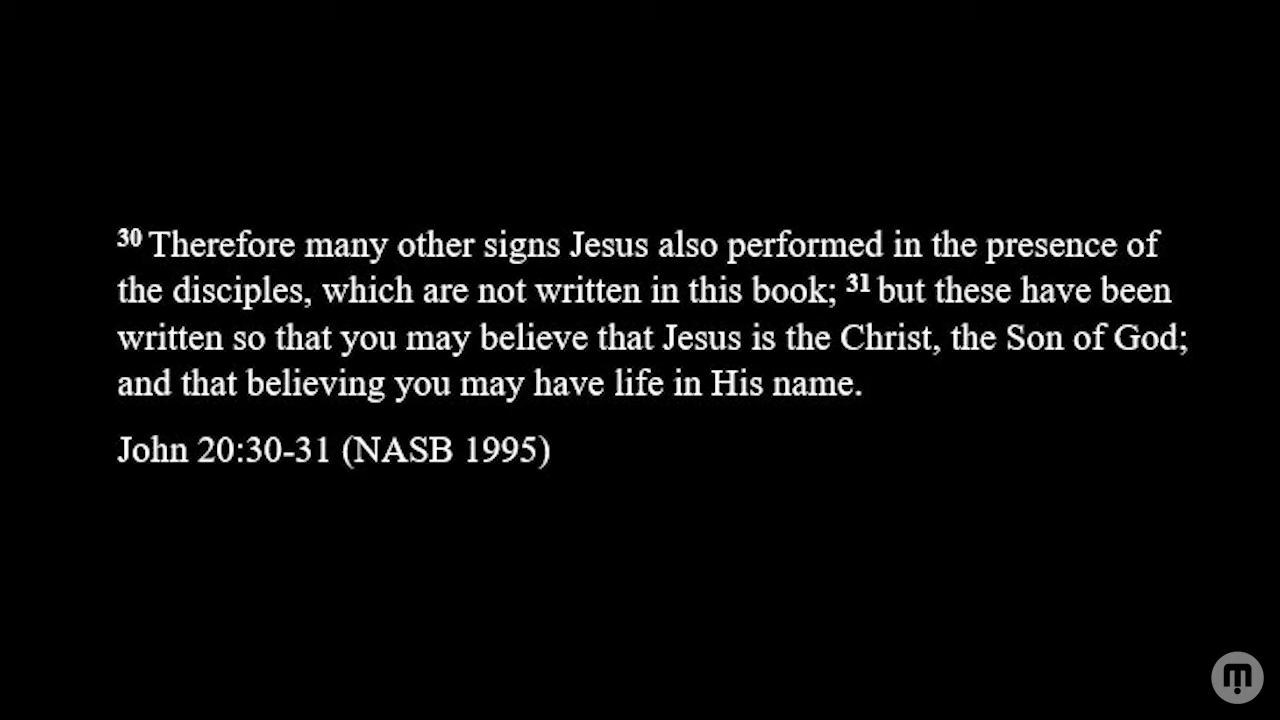 30 Therefore many other signs Jesus also performed in the presence of
the disciples, which are not written in this book; 31 but these have been
written so that you may believe that Jesus is the Christ, the Son of God;
and that believing you may have life in His name.
John 20:30-31 (NASB 1995)
m